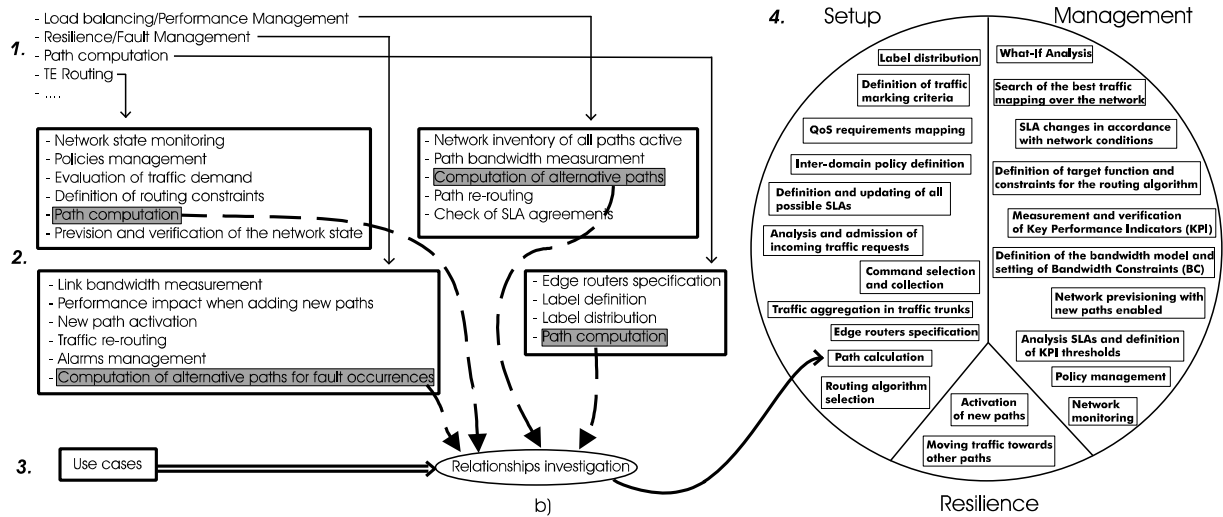 1.
- Load balancing/Performance Management
- Resilience/Fault Management
- Path computation
- TE Routing
- ....
- Network state monitoring
- Policies management
- Evaluation of traffic demand
- Definition of routing constraints
- Path computation
- Prevision and verification of the network state
- Network inventory of all paths active
- Path bandwidth measurament
- Computation of alternative paths
- Path re-routing
- Check of SLA agreements
2.
- Link bandwidth measurement
- Performance impact when adding new paths
- New path activation
- Traffic re-routing
- Alarms management
- Computation of alternative paths for fault occurrences
- Edge routers specification
- Label definition
- Label distribution
- Path computation
3.
Use cases
Relationships investigation
b)
4.
Setup
Label distribution
Definition of traffic
marking criteria
QoS requirements mapping
Inter-domain policy definition
Definition and updating of all
possible SLAs
Analysis and admission of
incoming traffic requests
Command selection
and collection
Traffic aggregation in traffic trunks
Edge routers specification
Path calculation
Routing algorithm
selection
Management
What-If Analysis
Search of the best traffic
mapping over the network
SLA changes in accordance
with network conditions
Definition of target function and
constraints for the routing algorithm
Measurement and verification
of Key Performance Indicators (KPI)
Definition of the bandwidth model and
setting of Bandwidth Constraints (BC)
Network previsioning with
new paths enabled
Analysis SLAs and definition
of KPI thresholds
Policy management
Network
monitoring
Activation
of new paths
Moving traffic towards
other paths
Resilience